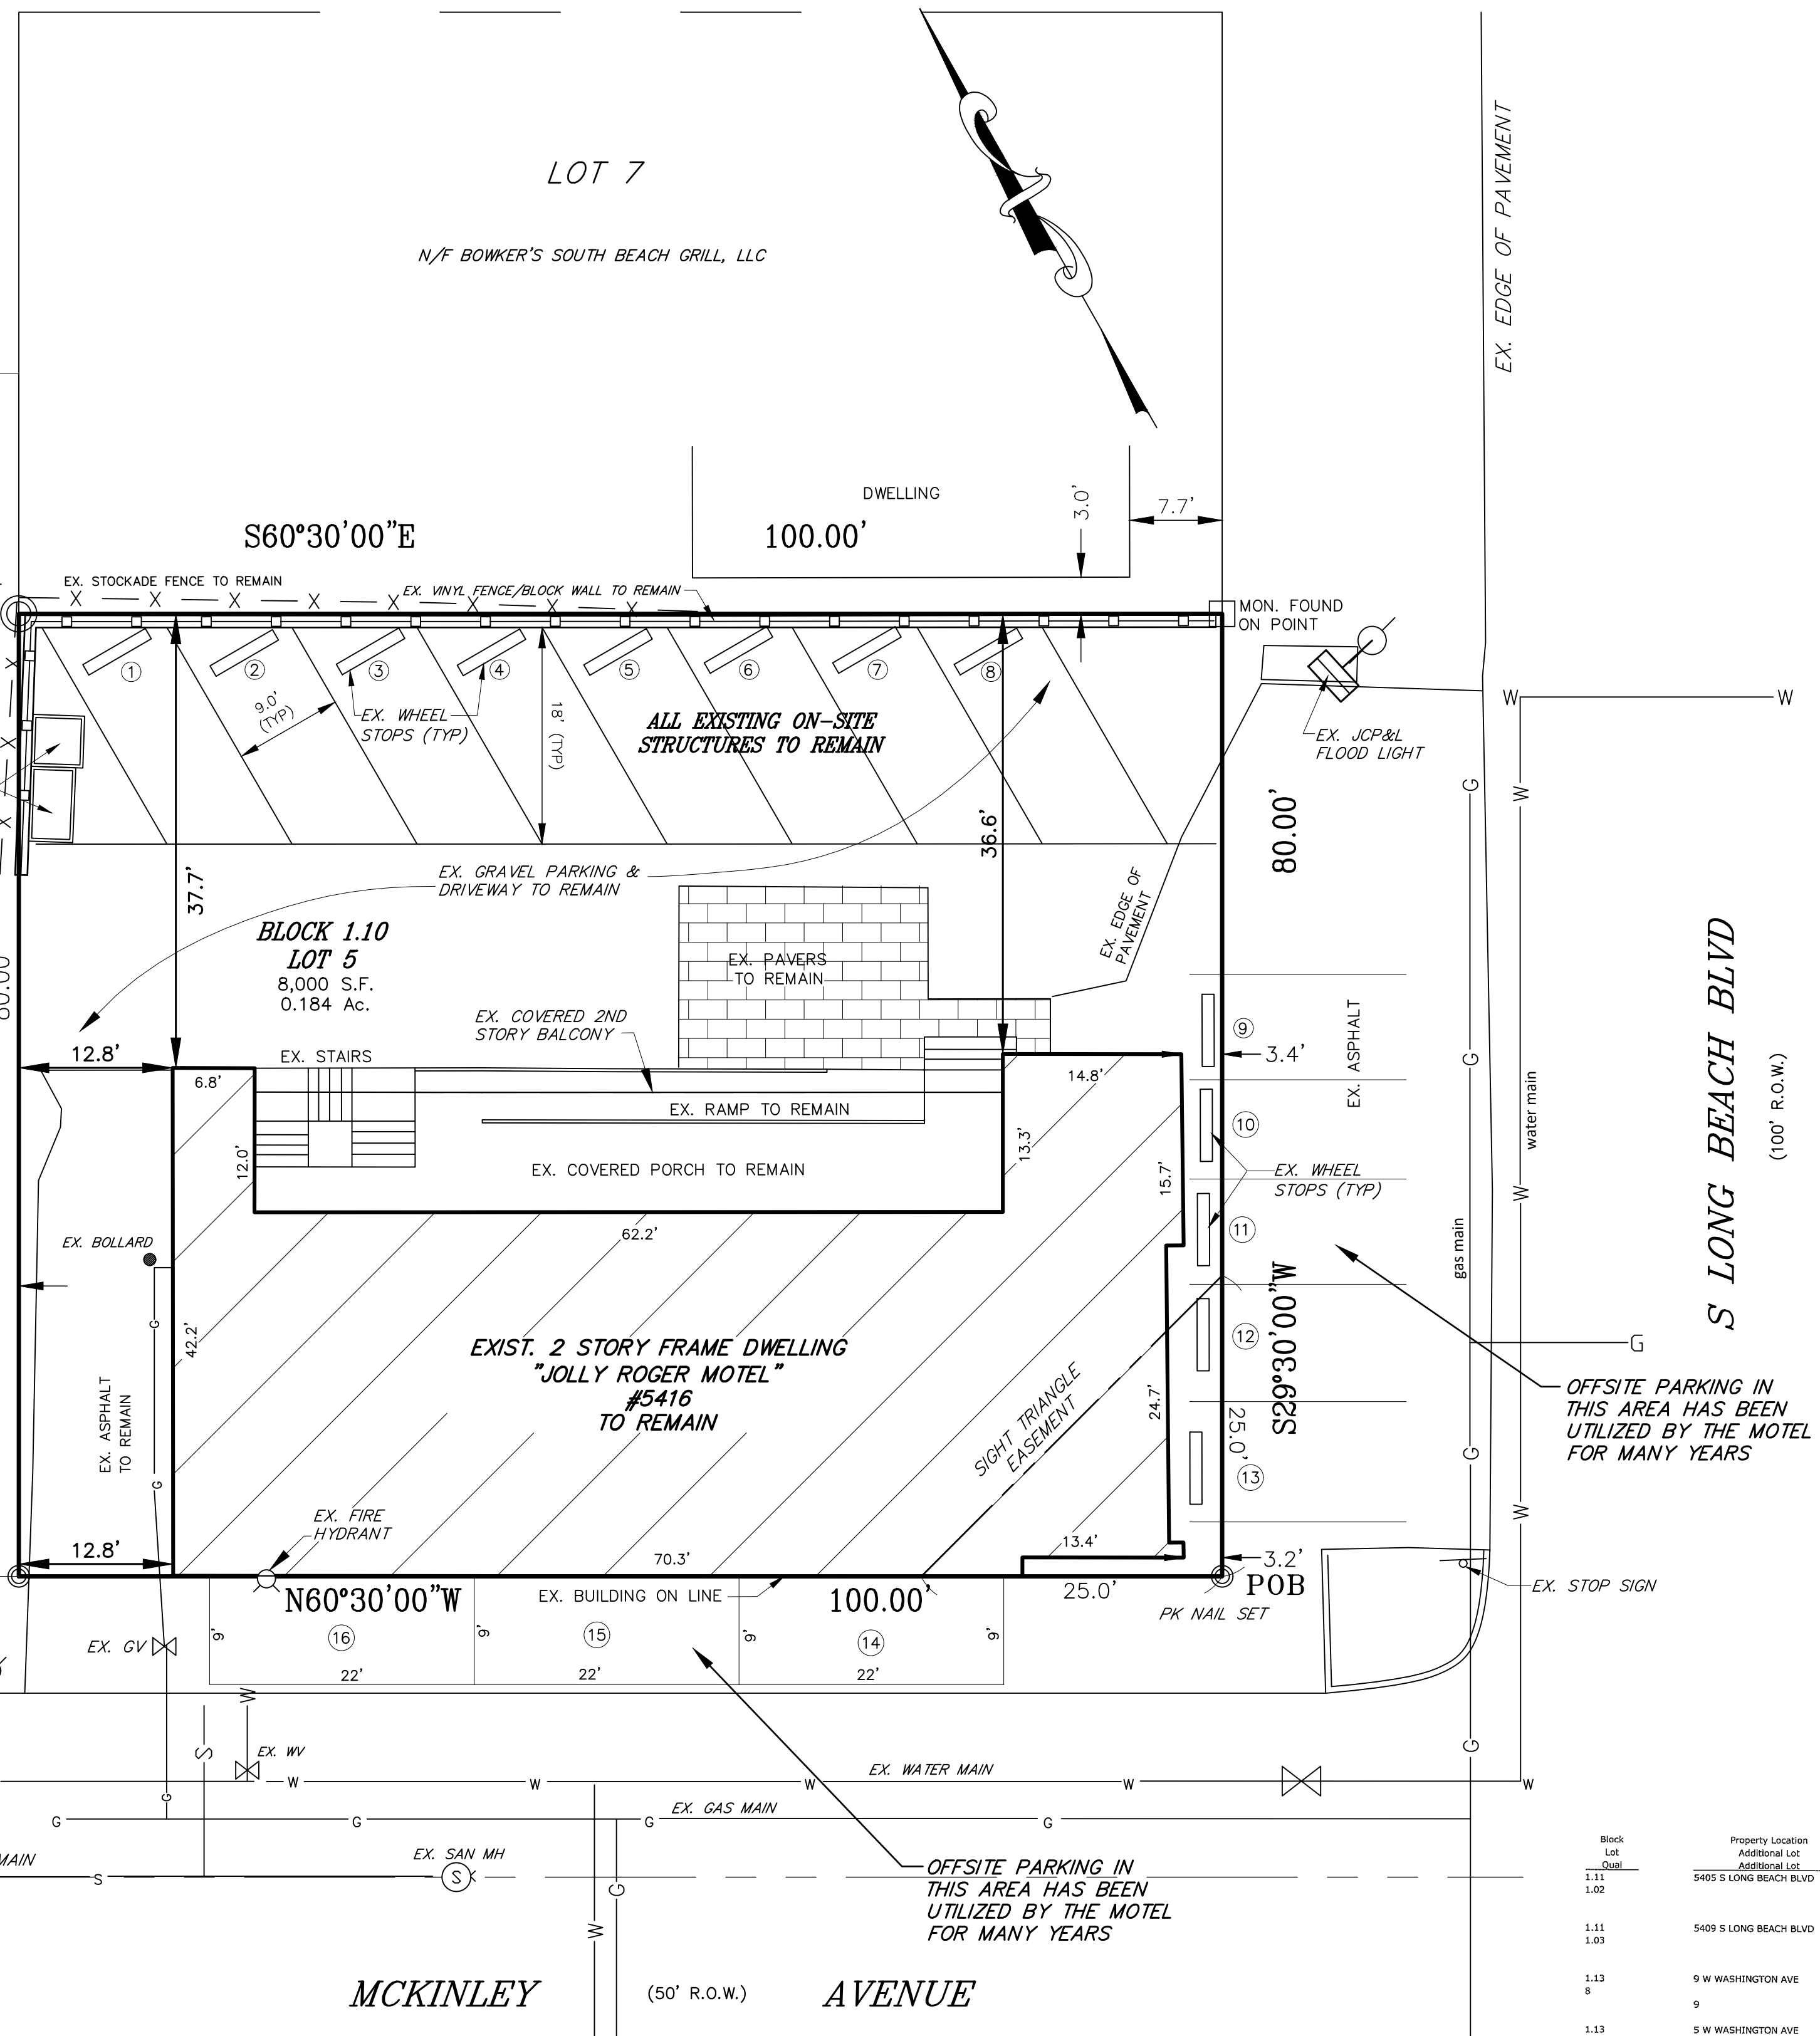 LOT 7
N/F BOWKER'S SOUTH BEACH GRILL, LLC
EX. EDGE OF PAVEMENT
DWELLING
3.0'
7.7'
S60°30'00"E
100.00'
EX. STOCKADE FENCE TO REMAIN
EX. VINYL FENCE/BLOCK WALL TO REMAIN
MON. FOUND
ON POINT
1
2
3
4
5
6
7
8
9.0'
(TYP)
EX. WHEEL
STOPS (TYP)
18' (TYP)
ALL EXISTING ON-SITE
STRUCTURES TO REMAIN
EX. JCP&L
FLOOD LIGHT
37.7'
36.6'
80.00'
EX. GRAVEL PARKING &
DRIVEWAY TO REMAIN
BLOCK 1.10
LOT 5
8,000 S.F.
0.184 Ac.
EX. PAVERS
TO REMAIN
EX. EDGE OF
PAVEMENT
EX. COVERED 2ND
STORY BALCONY
12.8'
EX. STAIRS
6.8'
14.8'
9
3.4'
EX. ASPHALT
EX. RAMP TO REMAIN
12.0'
13.3'
EX. COVERED PORCH TO REMAIN
15.7'
10
EX. WHEEL
STOPS (TYP)
11
62.2'
EX. BOLLARD
42.2'
EXIST. 2 STORY FRAME DWELLING
"JOLLY ROGER MOTEL"
#5416
TO REMAIN
SIGHT TRIANGLE
EASEMENT
24.7'
12
S29°30'00"W
25.0'
13
EX. ASPHALT
TO REMAIN
EX. FIRE
HYDRANT
12.8'
70.3'
13.4'
3.2'
POB
N60°30'00"W
EX. BUILDING ON LINE
100.00'
25.0'
PK NAIL SET
EX. STOP SIGN
9'
16
9'
15
9'
14
9'
22'
22'
22'
EX. GV
EX. WV
W
S
G
W
W
W
W
W
EX. WATER MAIN
G
G
G
G
EX. GAS MAIN
MAIN
S
EX. SAN MH
S
W
G
OFFSITE PARKING IN
THIS AREA HAS BEEN
UTILIZED BY THE MOTEL
FOR MANY YEARS
OFFSITE PARKING IN
THIS AREA HAS BEEN
UTILIZED BY THE MOTEL
FOR MANY YEARS
gas main
water main
S LONG BEACH BLVD
(100' R.O.W.)
MCKINLEY
(50' R.O.W.)
AVENUE
Block
Lot
Qual
Property Location
Additional Lot
Additional Lot
1.11
1.02
5405 S LONG BEACH BLVD
1.11
1.03
5409 S LONG BEACH BLVD
1.13
8
9 W WASHINGTON AVE
9
1.13
5 W WASHINGTON AVE